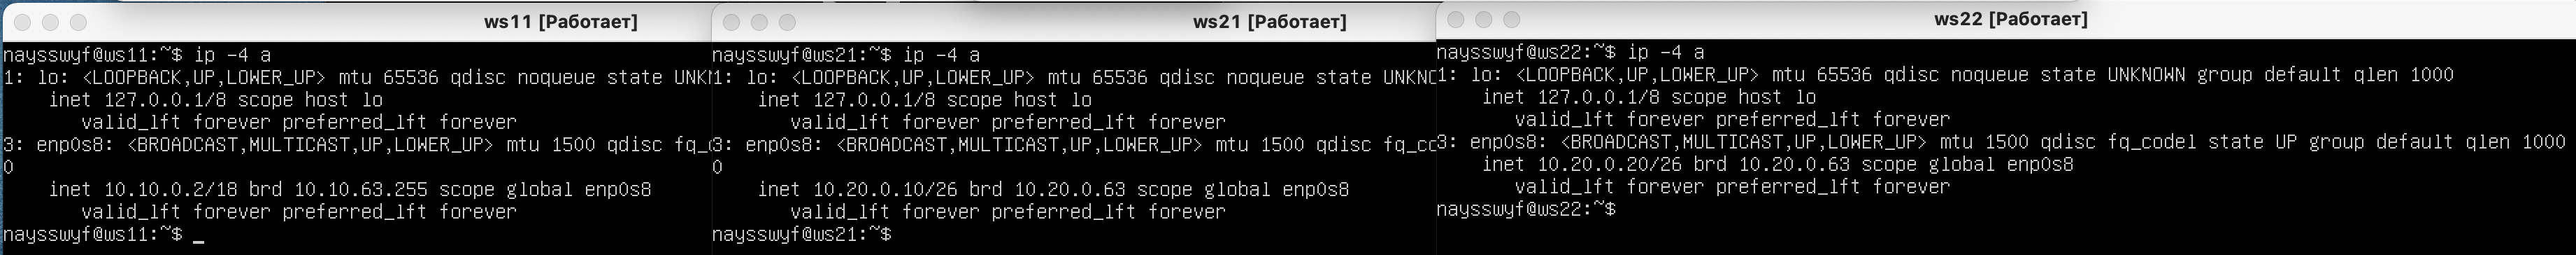 ws11 [Работает]
naysswyf@ws11:~$ ip -4 a
1: lo: <LOOPBACK,UP,LOWER_UP> mtu 65536 qdisc noqueue state UNK
inet 127.0.0.1/8 scope host lo
valid_lft forever preferred_lft forever
3: enp0s8: <BROADCAST,MULTICAST,UP,LOWER_UP> mtu 1500 qdisc fq_
0
inet 10.10.0.2/18 brd 10.10.63.255 scope global enp0s8
valid_lft forever preferred_lft forever
naysswyf@ws11:~$ _
ws21 [Работает]
naysswyf@ws21:~$ ip -4 a
1: lo: <LOOPBACK,UP,LOWER_UP> mtu 65536 qdisc noqueue state UNKNO
inet 127.0.0.1/8 scope host lo
valid_lft forever preferred_lft forever
3: enp0s8: <BROADCAST,MULTICAST,UP,LOWER_UP> mtu 1500 qdisc fq_co
0
inet 10.20.0.10/26 brd 10.20.0.63 scope global enp0s8
valid_lft forever preferred_lft forever
naysswyf@ws21:~$
ws22 [Работает]
naysswyf@ws22:~$ ip -4 a
1: lo: <LOOPBACK,UP,LOWER_UP> mtu 65536 qdisc noqueue state UNKNOWN group default qlen 1000
inet 127.0.0.1/8 scope host lo
valid_lft forever preferred_lft forever
3: enp0s8: <BROADCAST,MULTICAST,UP,LOWER_UP> mtu 1500 qdisc fq_codel state UP group default qlen 1000
inet 10.20.0.20/26 brd 10.20.0.63 scope global enp0s8
valid_lft forever preferred_lft forever
naysswyf@ws22:~$